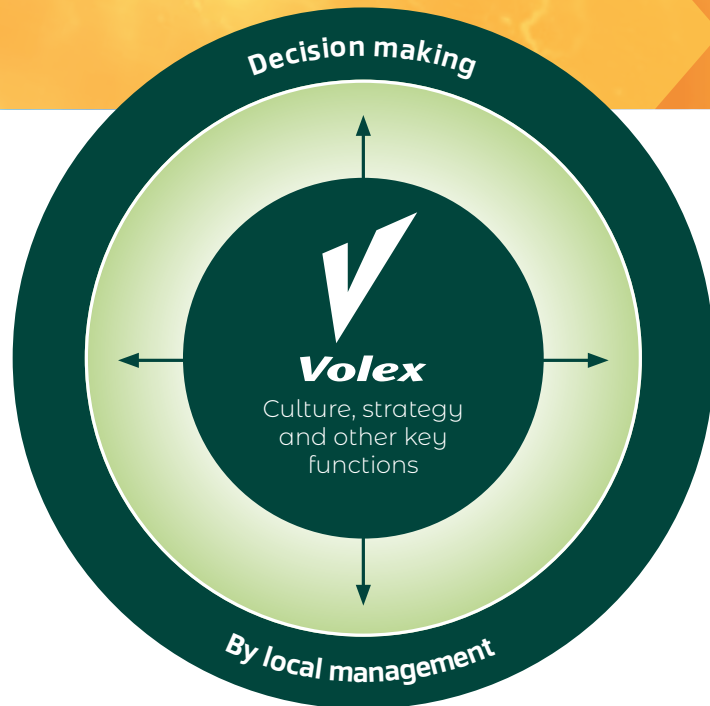 Decision making
Volex
Culture, strategy
and other key
functions
By local management